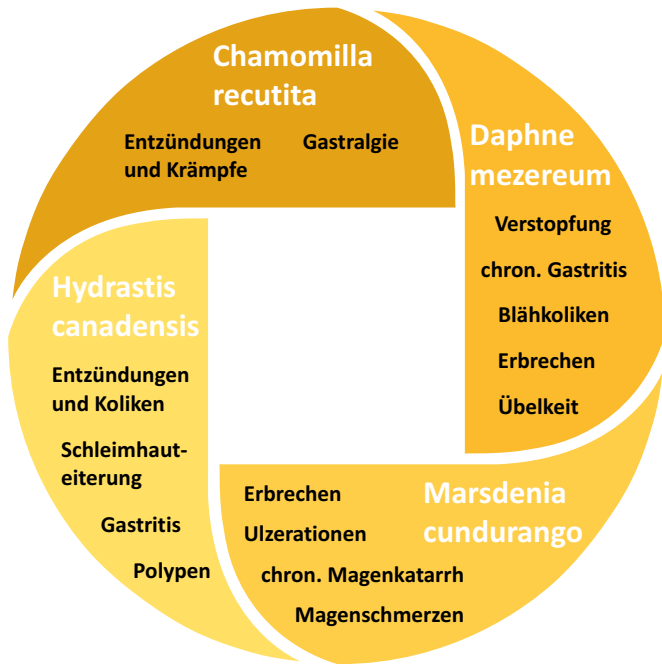 Chamomilla
recutita
Entzündungen
und Krämpfe
Gastralgie
Daphne
mezereum
Verstopfung
chron. Gastritis
Blähkoliken
Erbrechen
Übelkeit
Marsdenia
cundurango
Erbrechen
Ulzerationen
chron. Magenkatarrh
Magenschmerzen
Hydrastis
canadensis
Entzündungen
und Koliken
Schleimhaut-
eiterung
Gastritis
Polypen